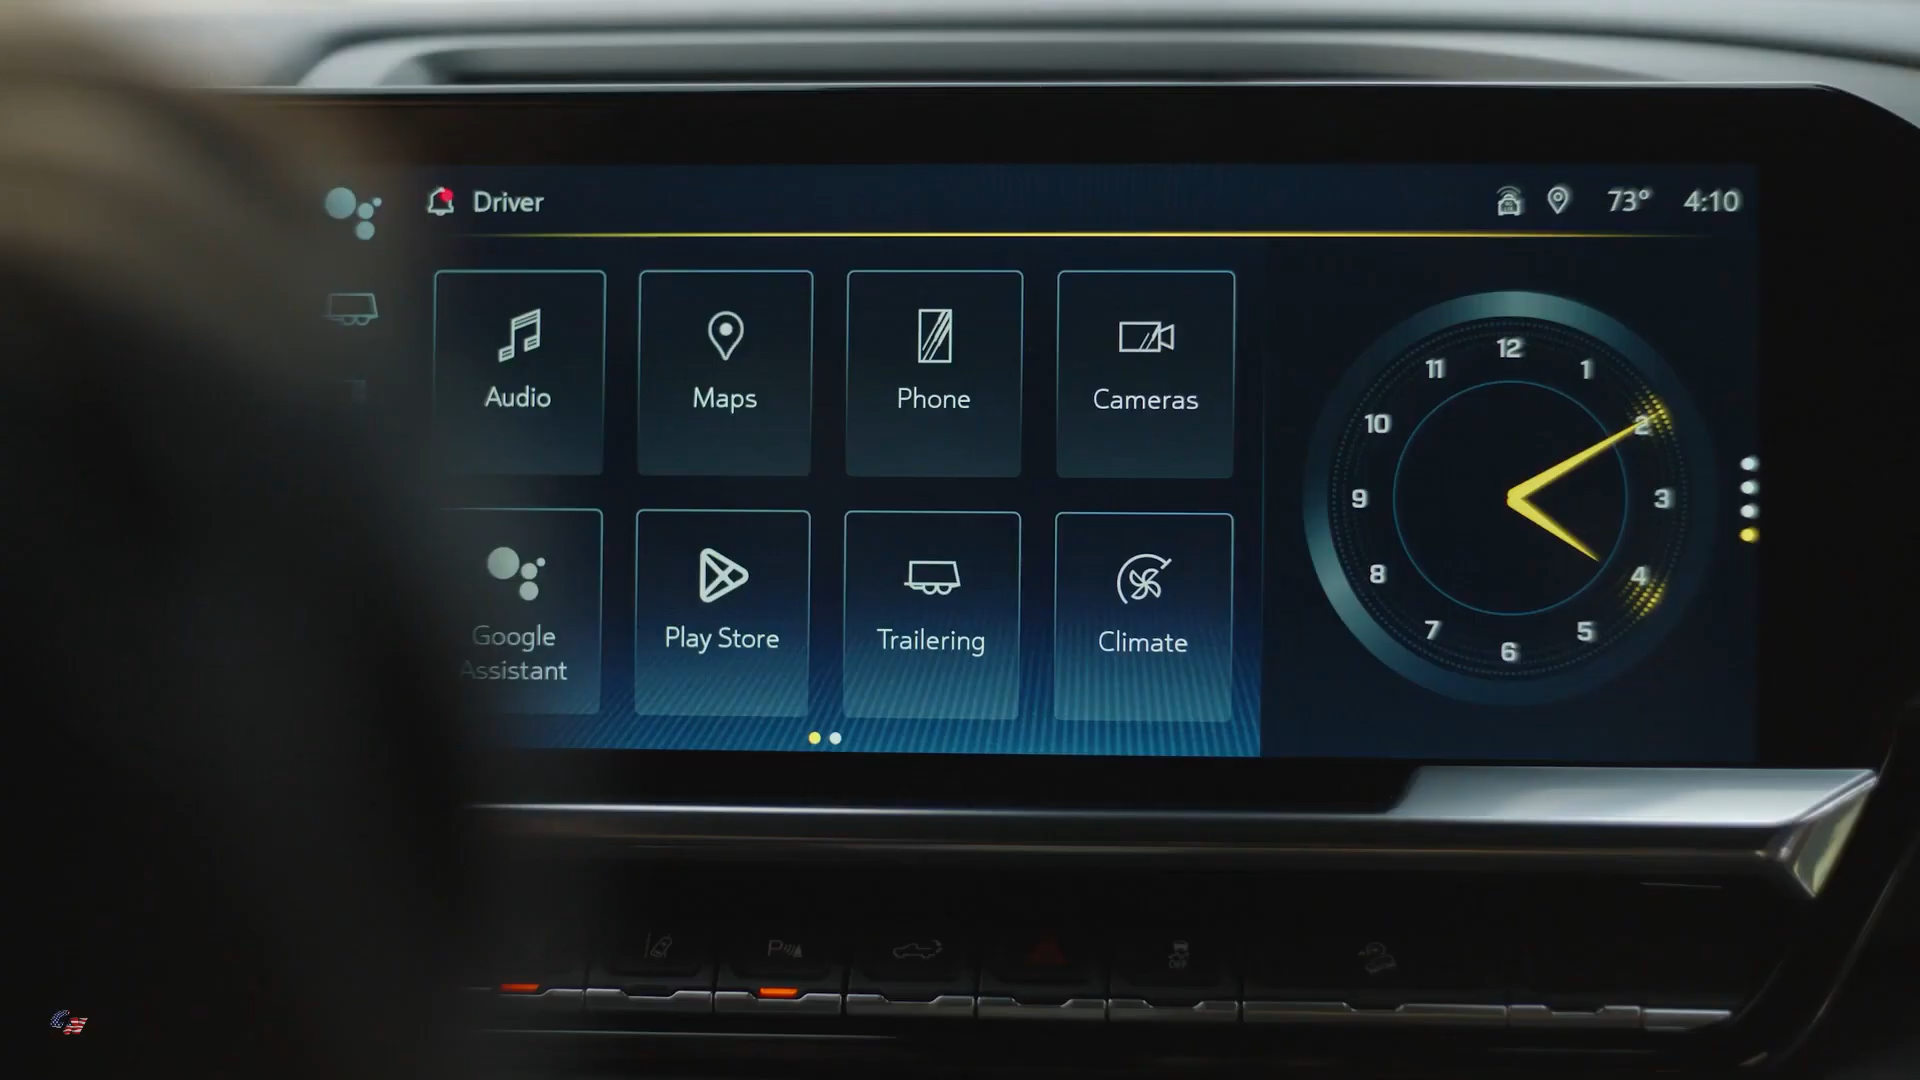 Driver
73° 4:10
Audio
Maps
Phone
Cameras
Google
Assistant
Play Store
Trailering
Climate
12
1
2
3
4
5
6
7
8
9
10
11
P
OFF